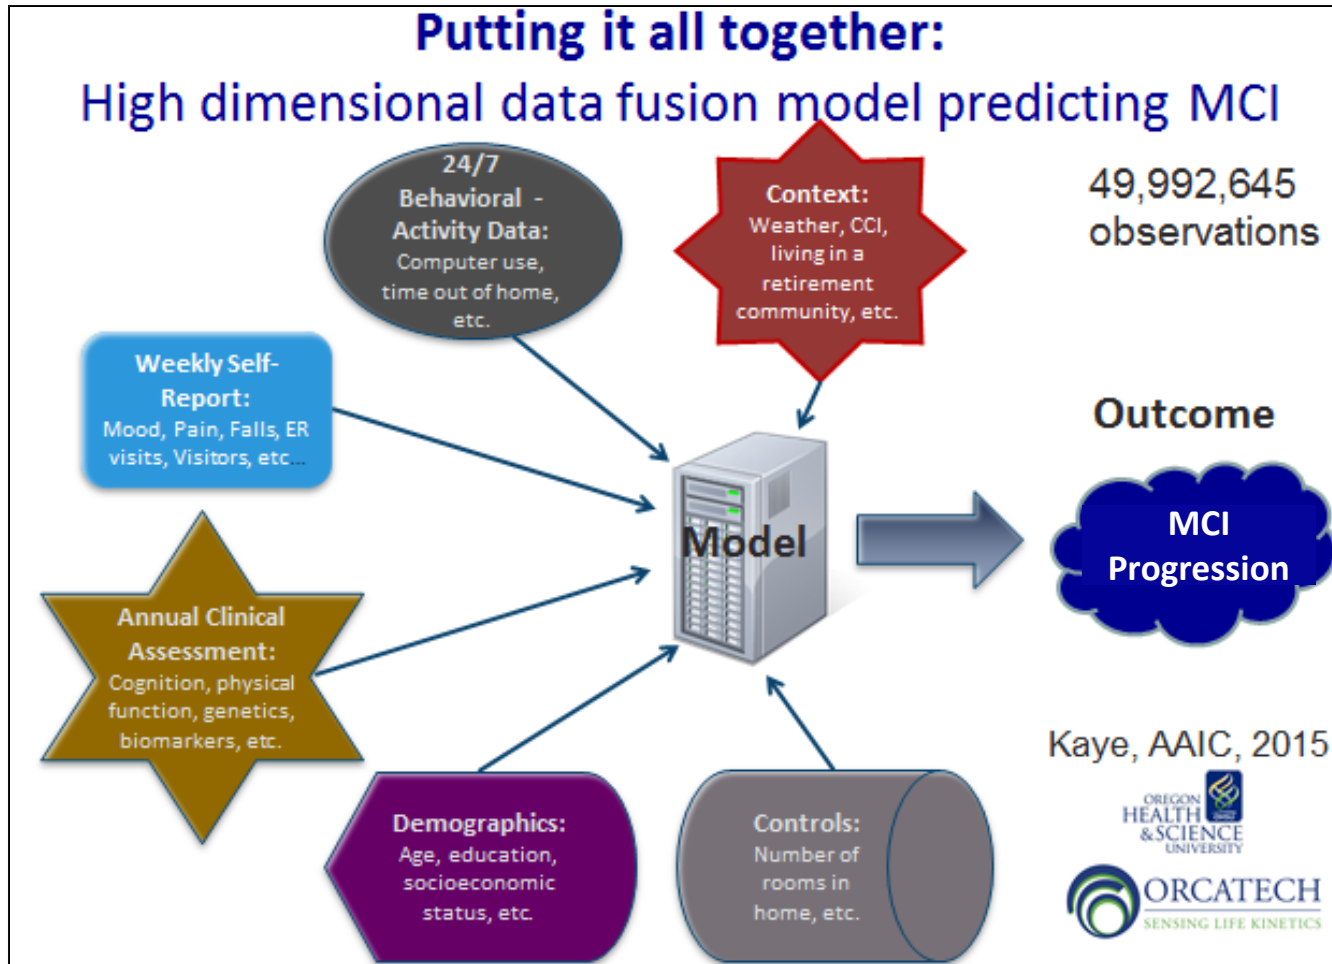 Putting it all together:
High dimensional data fusion model predicting MCI
24/7
Behavioral -
Activity Data:
Computer use,
time out of home,
etc.
Context:
Weather, CCI,
living in a
retirement
community, etc.
49,992,645
observations
Weekly Self-
Report:
Mood, Pain, Falls, ER
visits, Visitors, etc...
Model
Outcome
MCI
Progression
Annual Clinical
Assessment:
Cognition, physical
function, genetics,
biomarkers, etc.
Demographics:
Age, education,
socioeconomic
status, etc.
Controls:
Number of
rooms in
home, etc.
Kaye, AAIC, 2015
OREGON
HEALTH
& SCIENCE
UNIVERSITY
ORCATECH
SENSING LIFE KINETICS